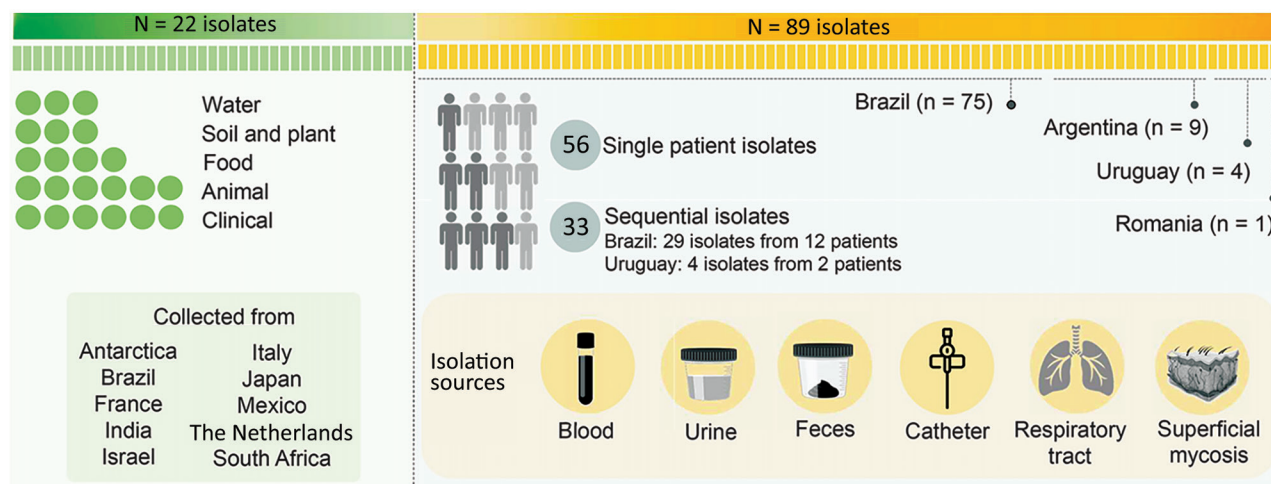 N = 22 isolates
Water
Soil and plant
Food
Animal
Clinical
Collected from
Antarctica
Brazil
France
India
Israel
Italy
Japan
Mexico
The Netherlands
South Africa
N = 89 isolates
Brazil (n = 75)
Argentina (n = 9)
Uruguay (n = 4)
Romania (n = 1)
56 Single patient isolates
33 Sequential isolates
Brazil: 29 isolates from 12 patients
Uruguay: 4 isolates from 2 patients
Isolation
sources
Blood
Urine
Feces
Catheter
Respiratory
tract
Superficial
mycosis